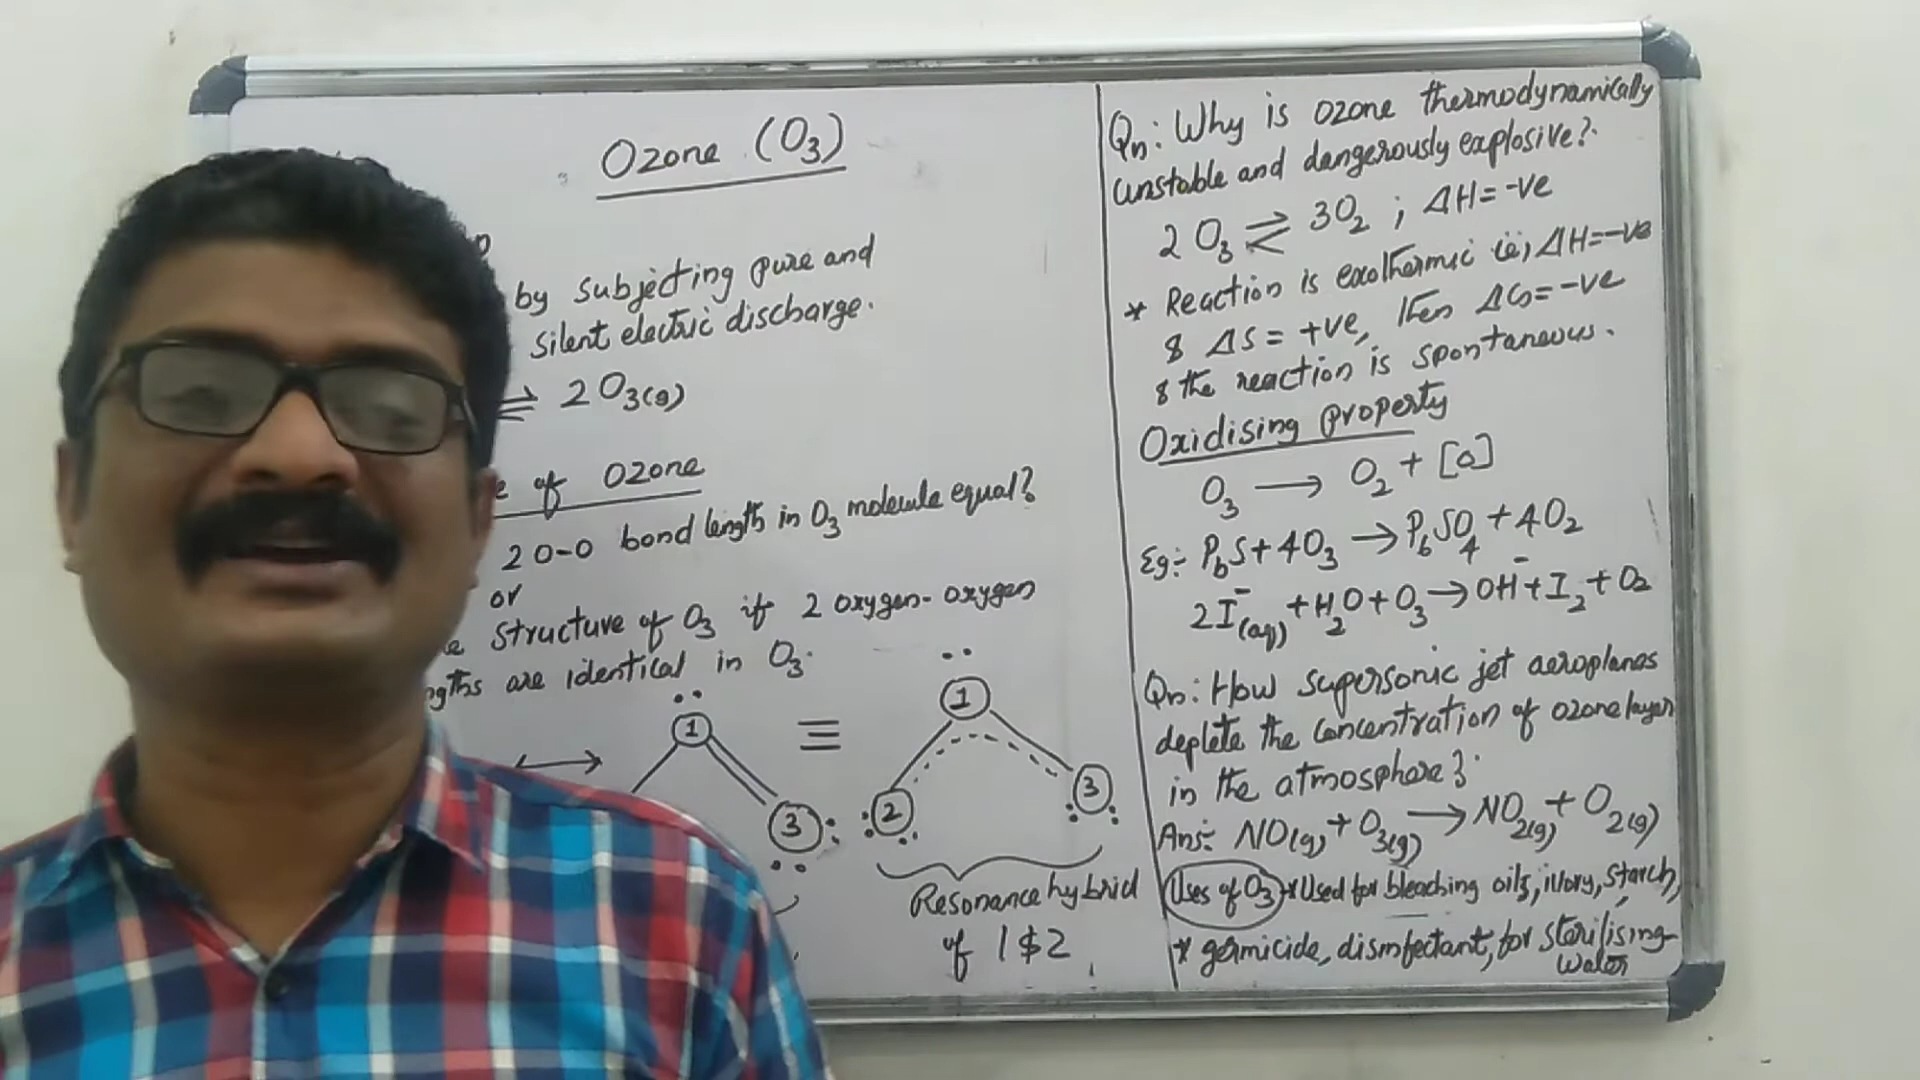 Ozone (O3)
by subjecting pure and
silent electric discharge.
⇌ 2O3(g)
of Ozone
2 O-O bond length in O3 molecule equal?
or
structure of O3 if 2 oxygen-oxygen
are identical in O3.
1
3
≡
1
2
3
Resonance hybrid
of 1 & 2
Qn: Why is ozone thermodynamically
unstable and dangerously explosive?
2 O3 ⇌ 3O2 ; ΔH = -ve
* Reaction is exothermic ie, ΔH = -ve
& ΔS = +ve, then ΔG = -ve
& the reaction is spontaneous.
Oxidising property
O3 → O2 + [O]
Eg:- PbS + 4O3 → PbSO4 + 4O2
2I-(aq) + H2O + O3 → OH- + I2 + O2
Qn: How supersonic jet aeroplanes
deplete the concentration of ozone layer
in the atmosphere?
Ans:- NO(g) + O3(g) → NO2(g) + O2(g)
Uses of O3 * Used for bleaching oils, ivory, starch,
* germicide, disinfectant, for sterilising
water